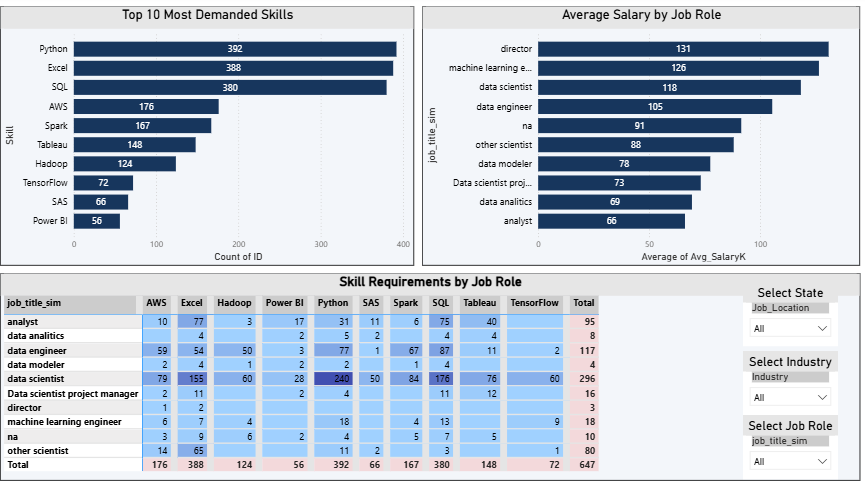 Top 10 Most Demanded Skills
Skill
Python 392
Excel 388
SQL 380
AWS 176
Spark 167
Tableau 148
Hadoop 124
TensorFlow 72
SAS 66
Power BI 56
0 100 200 300 400
Count of ID
Average Salary by Job Role
job_title_sim
director 131
machine learning e... 126
data scientist 118
data engineer 105
na 91
other scientist 88
data modeler 78
Data scientist proj... 73
data analitics 69
analyst 66
0 50 100
Average of Avg_SalaryK
Skill Requirements by Job Role
job_title_sim AWS Excel Hadoop Power BI Python SAS Spark SQL Tableau TensorFlow Total
analyst 10 77 3 17 31 11 6 75 40 95
data analitics 4 2 5 2 4 4 8
data engineer 59 54 50 3 77 1 67 87 11 2 117
data modeler 2 4 1 2 2 1 4 4
data scientist 79 155 60 28 240 50 84 176 76 60 296
Data scientist project manager 2 11 2 4 11 12 16
director 1 2 3
machine learning engineer 6 7 4 18 4 13 9 18
na 3 9 6 2 4 5 7 5 10
other scientist 14 65 11 2 3 1 80
Total 176 388 124 56 392 66 167 380 148 72 647
Select State
Job_Location
All
Select Industry
Industry
All
Select Job Role
job_title_sim
All